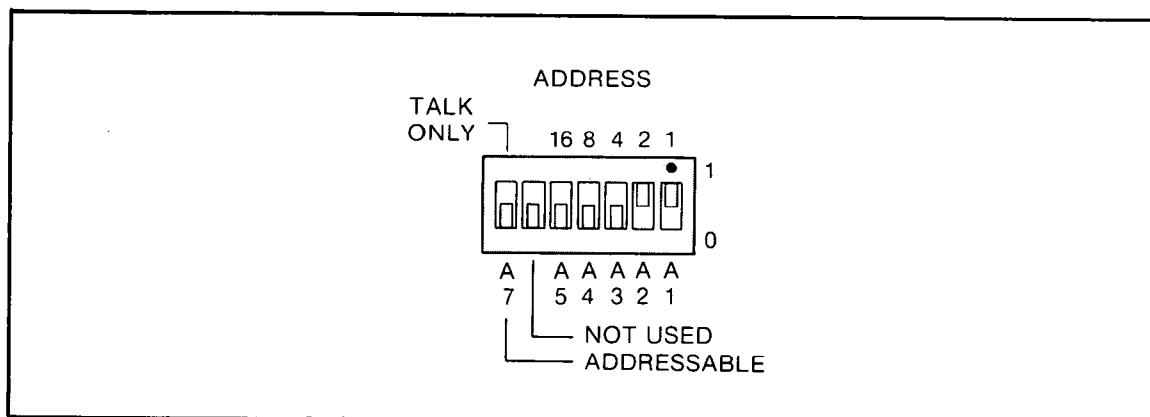 ADDRESS
TALK
ONLY
16 8 4 2 1
1
0
A A A A A A
7 5 4 3 2 1
NOT USED
ADDRESSABLE